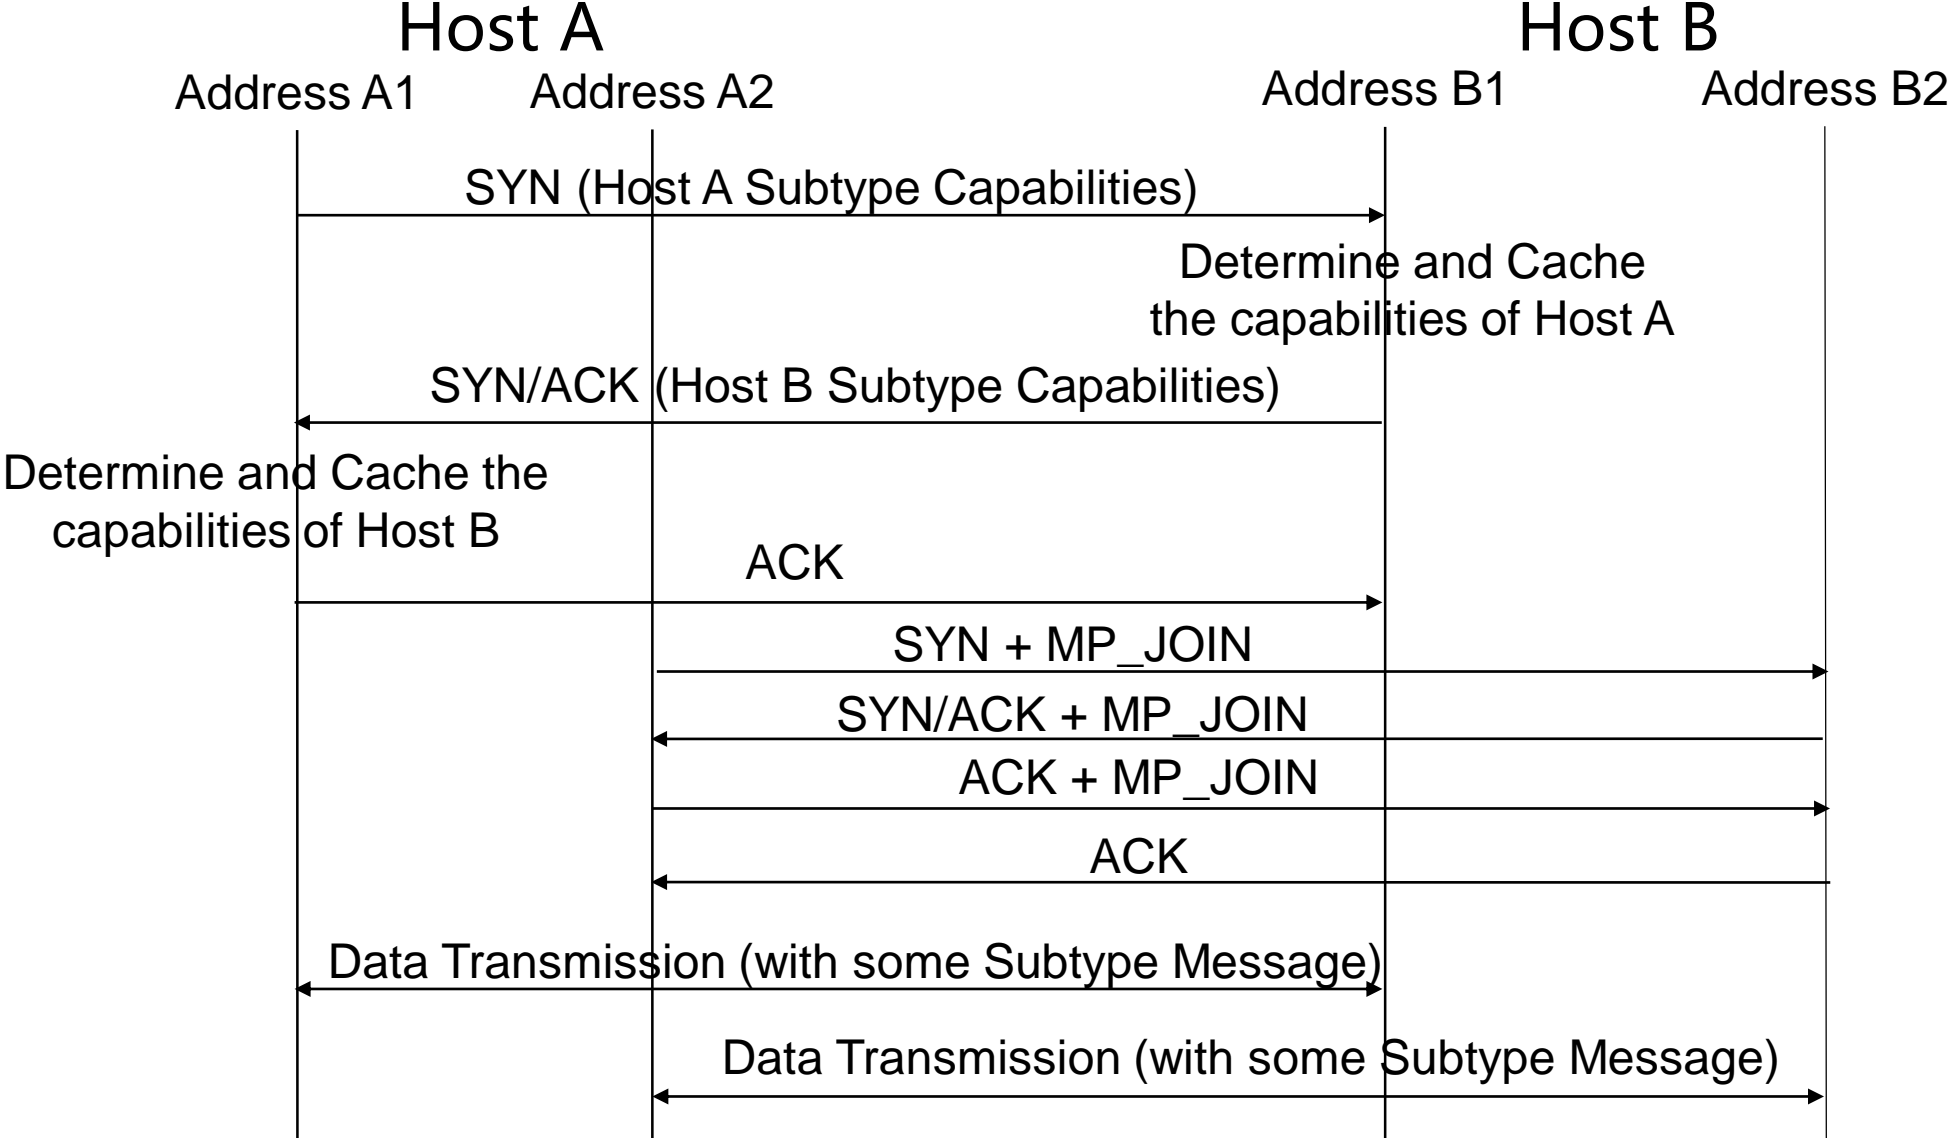 Host A
Host B
Address A1
Address A2
Address B1
Address B2
SYN (Host A Subtype Capabilities)
Determine and Cache
the capabilities of Host A
SYN/ACK (Host B Subtype Capabilities)
Determine and Cache the
capabilities of Host B
ACK
SYN + MP_JOIN
SYN/ACK + MP_JOIN
ACK + MP_JOIN
ACK
Data Transmission (with some Subtype Message)
Data Transmission (with some Subtype Message)